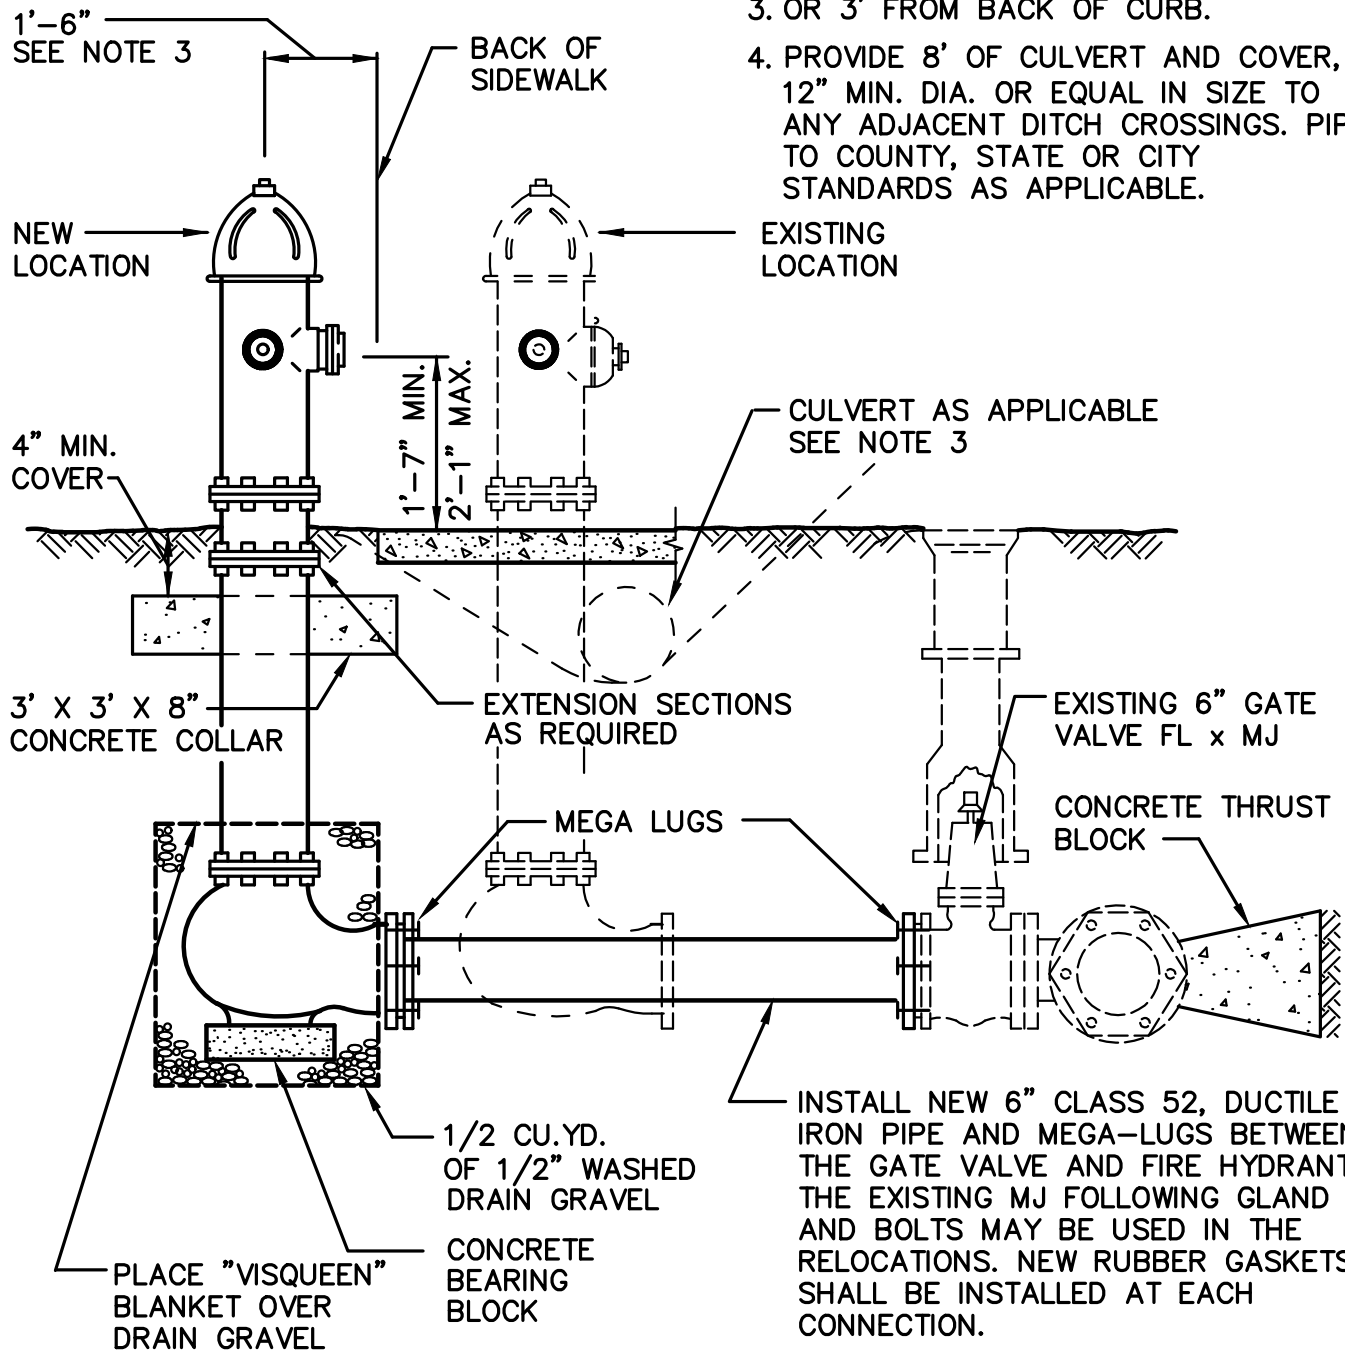 1'-6"
SEE NOTE 3
BACK OF
SIDEWALK
3. OR 3' FROM BACK OF CURB.
4. PROVIDE 8' OF CULVERT AND COVER,
12" MIN. DIA. OR EQUAL IN SIZE TO
ANY ADJACENT DITCH CROSSINGS. PIP
TO COUNTY, STATE OR CITY
STANDARDS AS APPLICABLE.
NEW
LOCATION
EXISTING
LOCATION
1'-7" MIN.
2'-1" MAX.
CULVERT AS APPLICABLE
SEE NOTE 3
4" MIN.
COVER
3' X 3' X 8"
CONCRETE COLLAR
EXTENSION SECTIONS
AS REQUIRED
EXISTING 6" GATE
VALVE FL x MJ
MEGA LUGS
CONCRETE THRUST
BLOCK
1/2 CU.YD.
OF 1/2" WASHED
DRAIN GRAVEL
CONCRETE
BEARING
BLOCK
PLACE "VISQUEEN"
BLANKET OVER
DRAIN GRAVEL
INSTALL NEW 6" CLASS 52, DUCTILE
IRON PIPE AND MEGA-LUGS BETWEEN
THE GATE VALVE AND FIRE HYDRANT
THE EXISTING MJ FOLLOWING GLAND
AND BOLTS MAY BE USED IN THE
RELOCATIONS. NEW RUBBER GASKETS
SHALL BE INSTALLED AT EACH
CONNECTION.